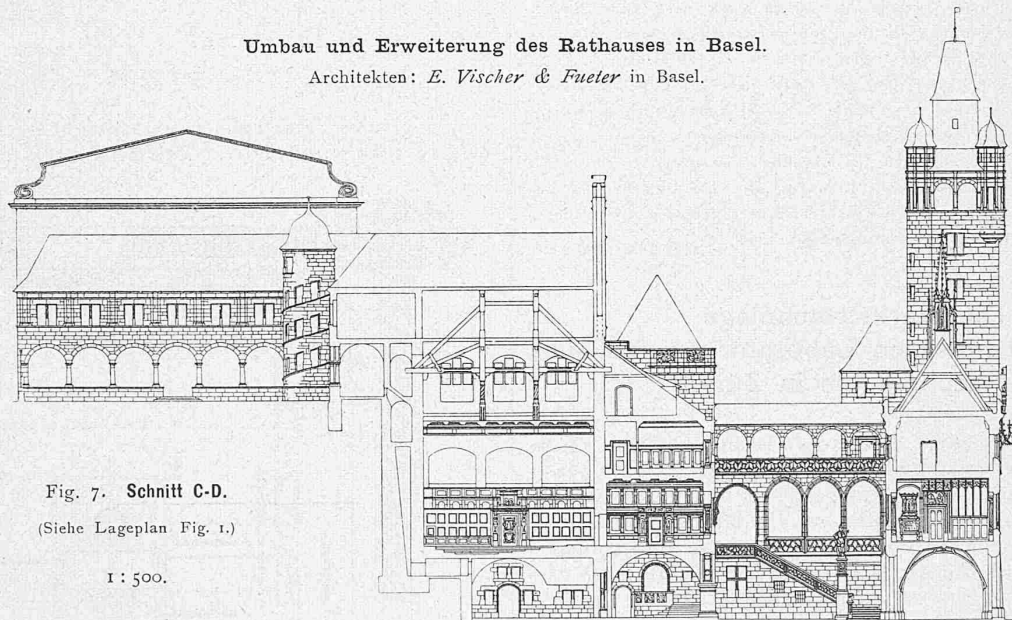 Umbau und Erweiterung des Rathauses in Basel.
Architekten: E. Vischer & Fueter in Basel.
Fig. 7. Schnitt C-D.
(Siehe Lageplan Fig. 1.)
1 : 500.